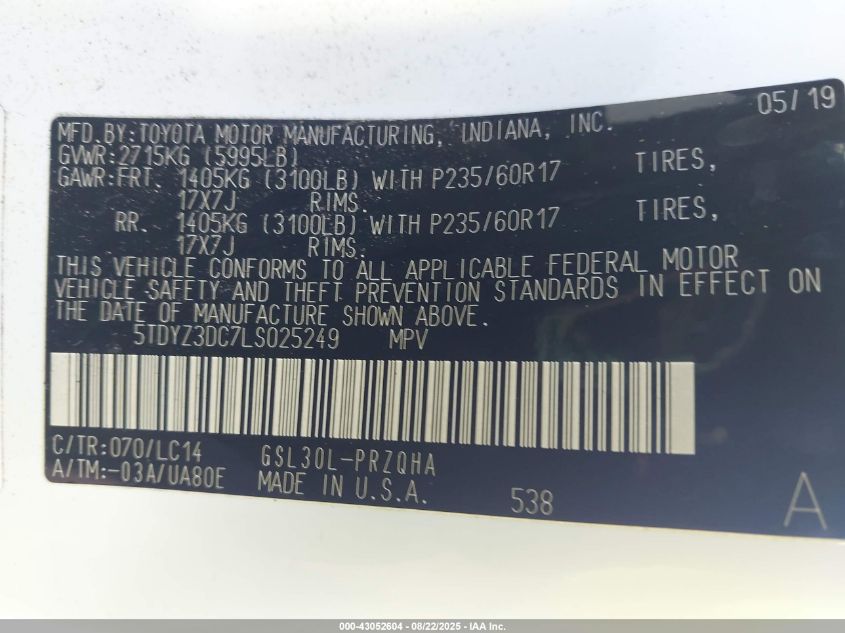 05/19
MFD.BY:TOYOTA MOTOR MANUFACTURING, INDIANA, INC.
GVWR:2715KG (5995LB)
GAWR:FRT. 1405KG (3100LB) WITH P235/60R17 TIRES,
17X7J RIMS.
RR. 1405KG (3100LB) WITH P235/60R17 TIRES,
17X7J RIMS.
THIS VEHICLE CONFORMS TO ALL APPLICABLE FEDERAL MOTOR
VEHICLE SAFETY AND THEFT PREVENTION STANDARDS IN EFFECT ON
THE DATE OF MANUFACTURE SHOWN ABOVE.
5TDYZ3DC7LS025249 MPV
C/TR:070/LC14 GSL30L-PRZQHA
A/TM:-03A/UA80E MADE IN U.S.A. 538 A
000-43052604 - 08/22/2025 - IAA Inc.